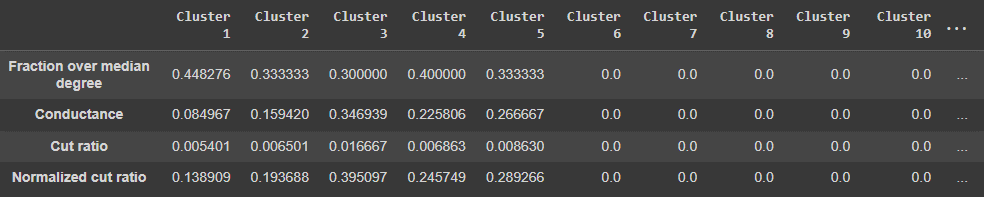 Cluster Cluster Cluster Cluster Cluster Cluster Cluster Cluster Cluster Cluster ...
1 2 3 4 5 6 7 8 9 10
Fraction over median
degree 0.448276 0.333333 0.300000 0.400000 0.333333 0.0 0.0 0.0 0.0 0.0 ...
Conductance 0.084967 0.159420 0.346939 0.225806 0.266667 0.0 0.0 0.0 0.0 0.0 ...
Cut ratio 0.005401 0.006501 0.016667 0.006863 0.008630 0.0 0.0 0.0 0.0 0.0 ...
Normalized cut ratio 0.138909 0.193688 0.395097 0.245749 0.289266 0.0 0.0 0.0 0.0 0.0 ...